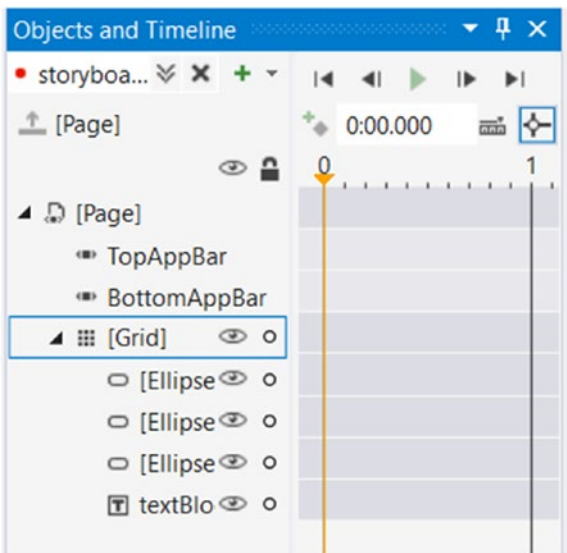 Objects and Timeline
storyboa...
[Page]
0:00.000
0 1
[Page]
TopAppBar
BottomAppBar
[Grid]
[Ellipse
[Ellipse
[Ellipse
T textBlo